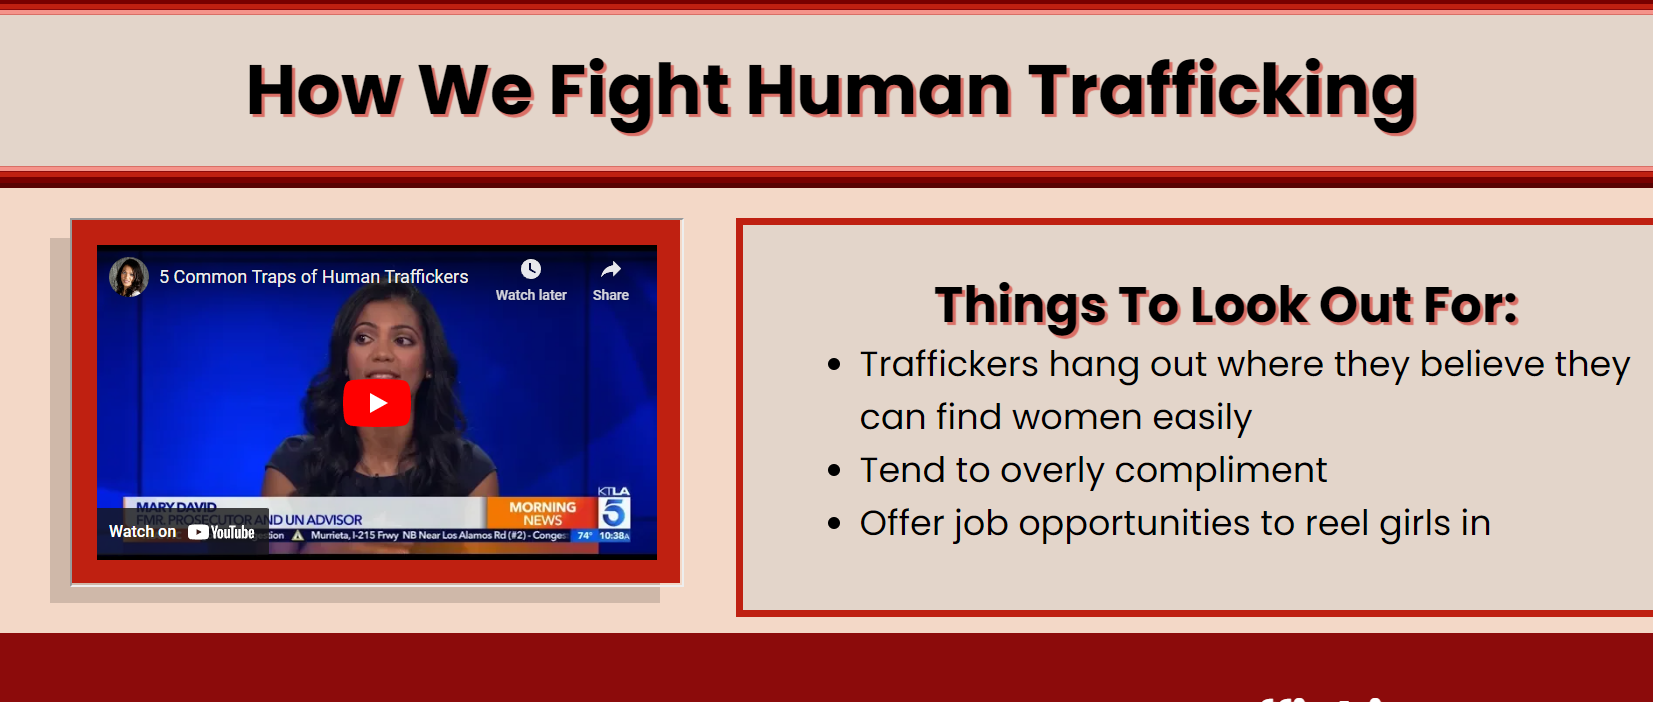 How We Fight Human Trafficking
5 Common Traps of Human Traffickers
Watch later
Share
MARY DAVID
FMR. PROSECUTOR AND UN ADVISOR
MORNING
NEWS
KTLA
5
Murrieta, I-215 Frwy NB Near Los Alamos Rd (#2) - Conges
74° 10:38A
Watch on YouTube
Things To Look Out For:
• Traffickers hang out where they believe they
can find women easily
• Tend to overly compliment
• Offer job opportunities to reel girls in